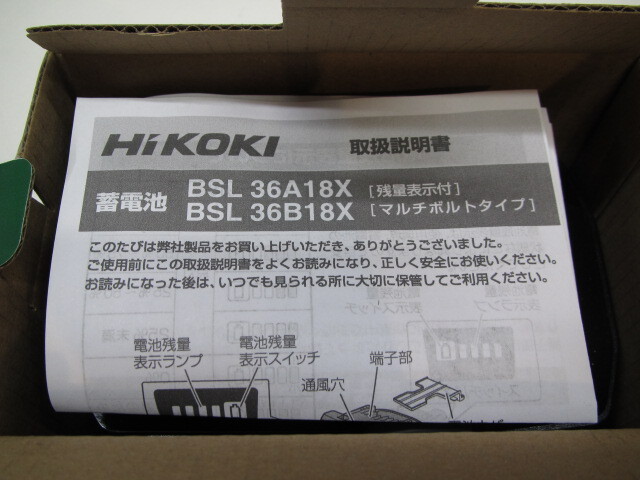 HiKOKI 取扱説明書
蓄電池 BSL 36A18X [残量表示付]
BSL 36B18X [マルチボルトタイプ]
このたびは弊社製品をお買い上げいただき、ありがとうございました。
ご使用前にこの取扱説明書をよくお読みになり、正しく安全にお使いください。
お読みになった後は、いつでも見られる所に大切に保管してご利用ください。
電池残量
表示ランプ
電池残量
表示スイッチ
端子部
通風穴